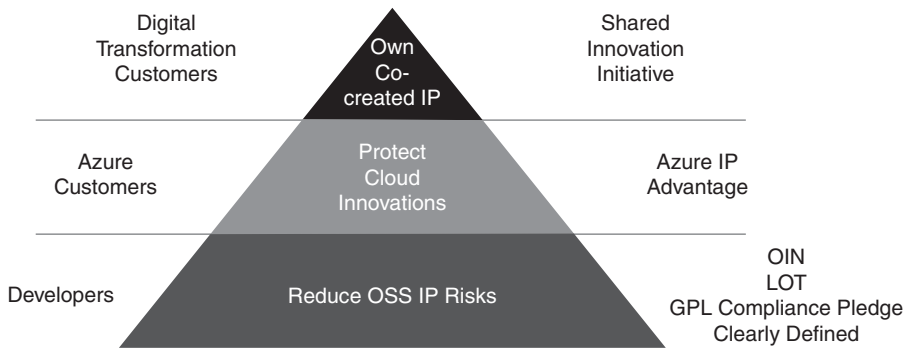 Digital
Transformation
Customers
Own
Co-
created IP
Shared
Innovation
Initiative
Azure
Customers
Protect
Cloud
Innovations
Azure IP
Advantage
Developers
Reduce OSS IP Risks
OIN
LOT
GPL Compliance Pledge
Clearly Defined